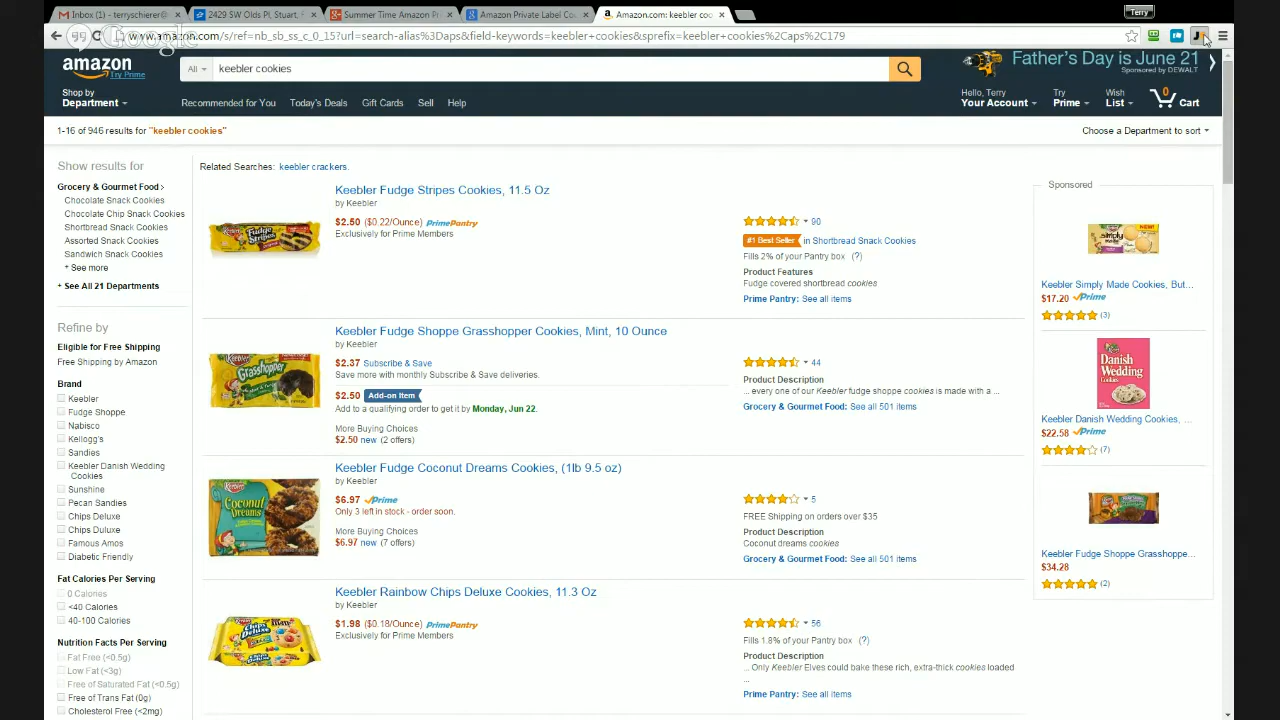 Inbox (1) - terryschierer@
2429 SW Olds Pl, Stuart, F
Summer Time Amazon Pr
Amazon Private Label Cou
Amazon.com: keebler coo
Terry
www.amazon.com/s/ref=nb_sb_ss_c_0_15?url=search-alias%3Daps&field-keywords=keebler+cookies&sprefix=keebler+cookies%2Caps%2C179
Google
amazon
Try Prime
All
keebler cookies
Father's Day is June 21
Sponsored by DEWALT
Shop by
Department
Recommended for You
Today's Deals
Gift Cards
Sell
Help
Hello, Terry
Your Account
Try
Prime
Wish
List
0
Cart
1-16 of 946 results for "keebler cookies"
Choose a Department to sort
Show results for
Grocery & Gourmet Food
Chocolate Snack Cookies
Chocolate Chip Snack Cookies
Shortbread Snack Cookies
Assorted Snack Cookies
Sandwich Snack Cookies
+ See more
+ See All 21 Departments
Refine by
Eligible for Free Shipping
Free Shipping by Amazon
Brand
Keebler
Fudge Shoppe
Nabisco
Kellogg's
Sandies
Keebler Danish Wedding
Cookies
Sunshine
Pecan Sandies
Chips Deluxe
Chips Duluxe
Famous Amos
Diabetic Friendly
Fat Calories Per Serving
0 Calories
<40 Calories
40-100 Calories
Nutrition Facts Per Serving
Fat Free (<0.5g)
Low Fat (<3g)
Free of Saturated Fat (<0.5g)
Free of Trans Fat (0g)
Cholesterol Free (<2mg)
Related Searches: keebler crackers.
Keebler Fudge Stripes Cookies, 11.5 Oz
by Keebler
$2.50 ($0.22/Ounce) PrimePantry
Exclusively for Prime Members
90
#1 Best Seller in Shortbread Snack Cookies
Fills 2% of your Pantry box (?)
Product Features
Fudge covered shortbread cookies
Prime Pantry: See all items
Keebler
Fudge
Stripes
Keebler Fudge Shoppe Grasshopper Cookies, Mint, 10 Ounce
by Keebler
$2.37 Subscribe & Save
Save more with monthly Subscribe & Save deliveries.
$2.50 Add-on Item
Add to a qualifying order to get it by Monday, Jun 22.
More Buying Choices
$2.50 new (2 offers)
44
Product Description
... every one of our Keebler fudge shoppe cookies is made with a ...
Grocery & Gourmet Food: See all 501 items
Keebler
Grasshopper
Keebler Fudge Coconut Dreams Cookies, (1lb 9.5 oz)
by Keebler
$6.97 Prime
Only 3 left in stock - order soon.
More Buying Choices
$6.97 new (7 offers)
5
FREE Shipping on orders over $35
Product Description
Coconut dreams cookies
Grocery & Gourmet Food: See all 501 items
Keebler
Coconut
Dreams
Keebler Rainbow Chips Deluxe Cookies, 11.3 Oz
by Keebler
$1.98 ($0.18/Ounce) PrimePantry
Exclusively for Prime Members
56
Fills 1.8% of your Pantry box (?)
Product Description
... Only Keebler Elves could bake these rich, extra-thick cookies loaded
...
Prime Pantry: See all items
Chips
Deluxe
Sponsored
NEW!
simply
Keebler Simply Made Cookies, But...
$17.20 Prime
(3)
Danish
Wedding
Cookies
Keebler Danish Wedding Cookies, ...
$22.58 Prime
(7)
Keebler Fudge Shoppe Grasshoppe...
$34.28
(2)